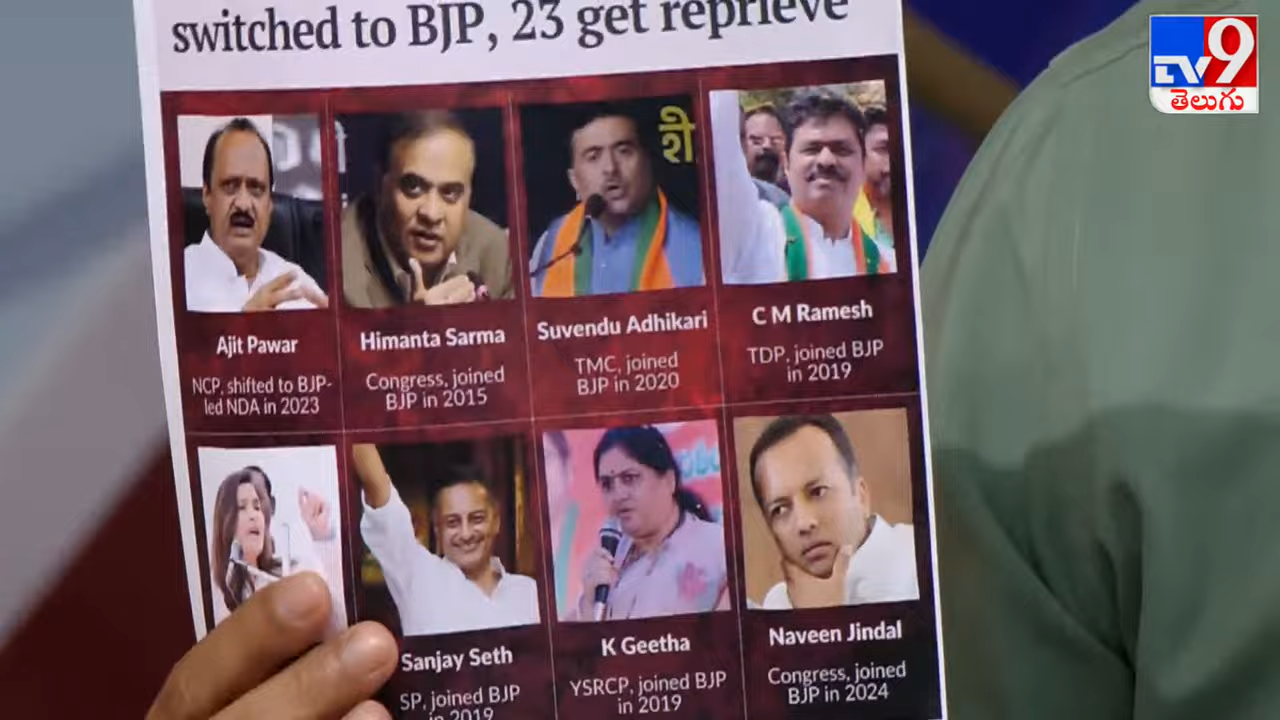 switched to BJP, 23 get reprieve
TV9
తెలుగు
शे
Ajit Pawar
Himanta Sarma
Suvendu Adhikari
C M Ramesh
NCP, shifted to BJP-
led NDA in 2023
Congress, joined
BJP in 2015
TMC, joined
BJP in 2020
TDP, joined BJP
in 2019
Sanjay Seth
K Geetha
Naveen Jindal
SP, joined BJP
in 2019
YSRCP, joined BJP
in 2019
Congress, joined
BJP in 2024